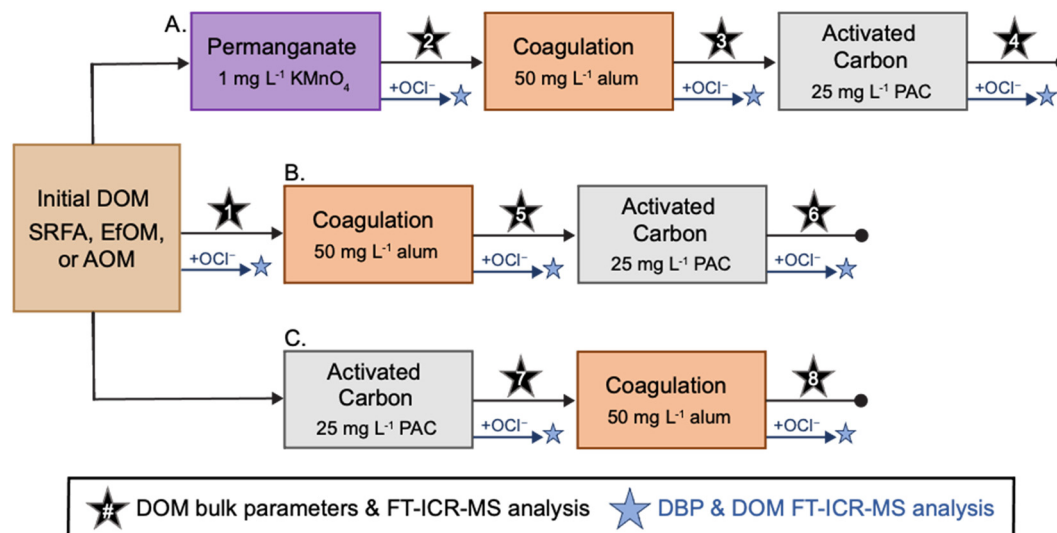 A.
Permanganate
1 mg L⁻¹ KMnO₄
2
+OCl⁻
Coagulation
50 mg L⁻¹ alum
3
+OCl⁻
Activated
Carbon
25 mg L⁻¹ PAC
4
+OCl⁻
Initial DOM
SRFA, EfOM,
or AOM
1
+OCl⁻
B.
Coagulation
50 mg L⁻¹ alum
5
+OCl⁻
Activated
Carbon
25 mg L⁻¹ PAC
6
+OCl⁻
C.
Activated
Carbon
25 mg L⁻¹ PAC
7
+OCl⁻
Coagulation
50 mg L⁻¹ alum
8
+OCl⁻
# DOM bulk parameters & FT-ICR-MS analysis
DBP & DOM FT-ICR-MS analysis